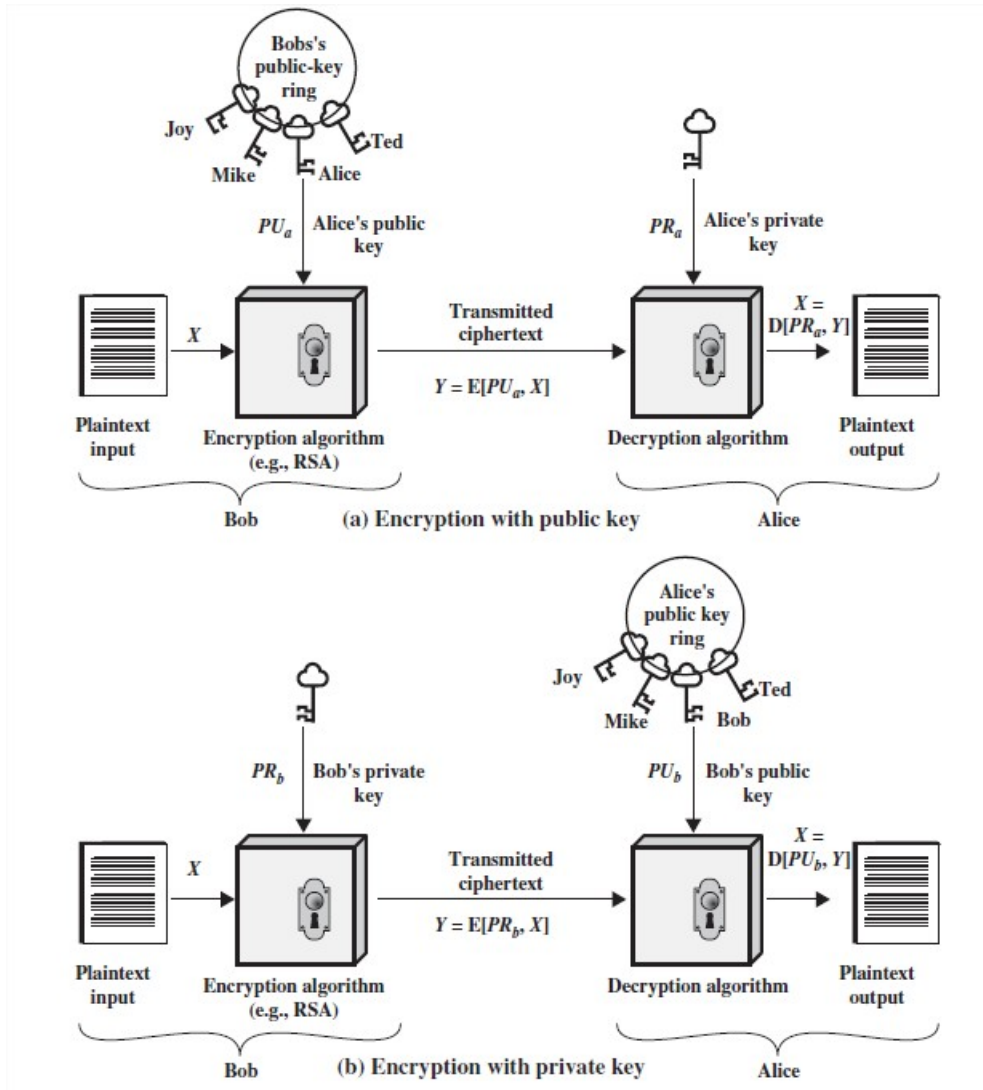 Bobs's
public-key
ring
Joy
Ted
Mike
Alice
PUa
Alice's public
key
PRa
Alice's private
key
X
Transmitted
ciphertext
X =
D[PRa, Y]
Y = E[PUa, X]
Plaintext
input
Encryption algorithm
(e.g., RSA)
Decryption algorithm
Plaintext
output
Bob
(a) Encryption with public key
Alice
Alice's
public key
ring
Joy
Ted
Mike
Bob
PRb
Bob's private
key
PUb
Bob's public
key
X
Transmitted
ciphertext
X =
D[PUb, Y]
Y = E[PRb, X]
Plaintext
input
Encryption algorithm
(e.g., RSA)
Decryption algorithm
Plaintext
output
Bob
(b) Encryption with private key
Alice